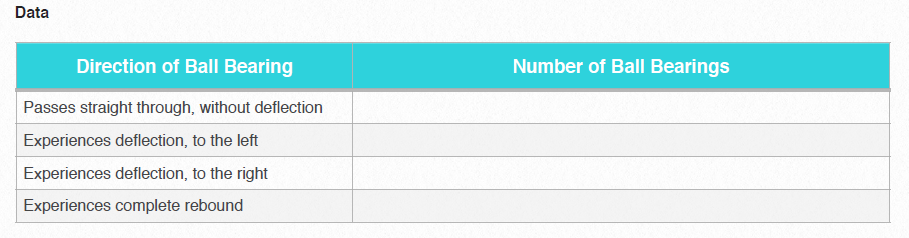 Data
Direction of Ball Bearing Number of Ball Bearings
Passes straight through, without deflection
Experiences deflection, to the left
Experiences deflection, to the right
Experiences complete rebound